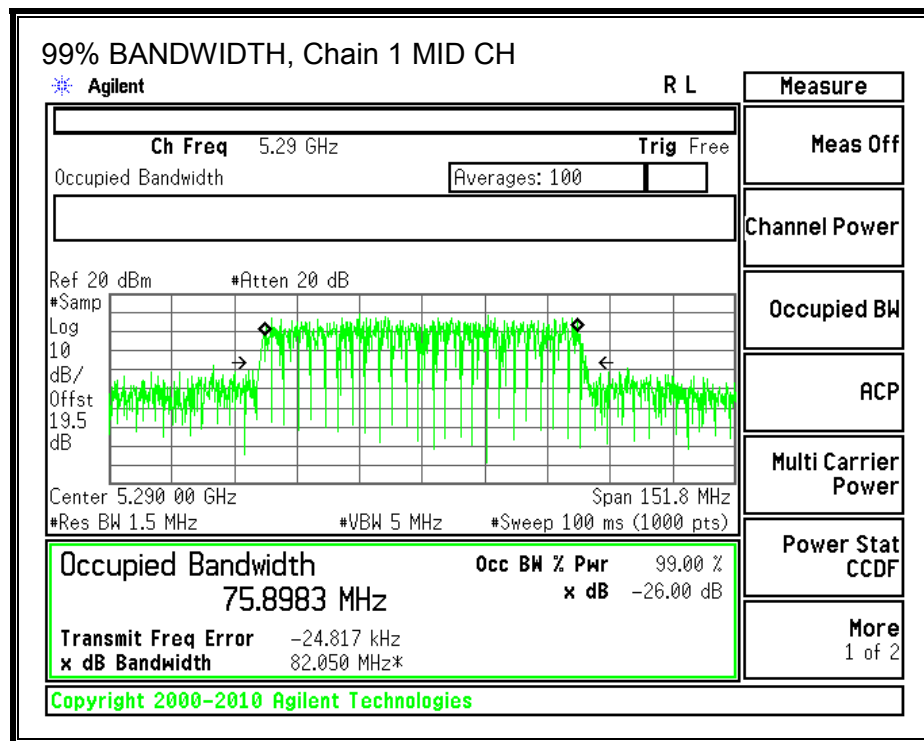 99% BANDWIDTH, Chain 1 MID CH
Agilent
R L
Measure
Ch Freq 5.29 GHz
Trig Free
Occupied Bandwidth
Averages: 100
Meas Off
Channel Power
Occupied BW
ACP
Multi Carrier
Power
Power Stat
CCDF
More
1 of 2
Ref 20 dBm
#Atten 20 dB
#Samp
Log
10
dB/
Offst
19.5
dB
Center 5.290 00 GHz
Span 151.8 MHz
#Res BW 1.5 MHz
#VBW 5 MHz
#Sweep 100 ms (1000 pts)
Occupied Bandwidth
75.8983 MHz
Occ BW % Pwr 99.00 %
x dB -26.00 dB
Transmit Freq Error -24.817 kHz
x dB Bandwidth 82.050 MHz*
Copyright 2000-2010 Agilent Technologies